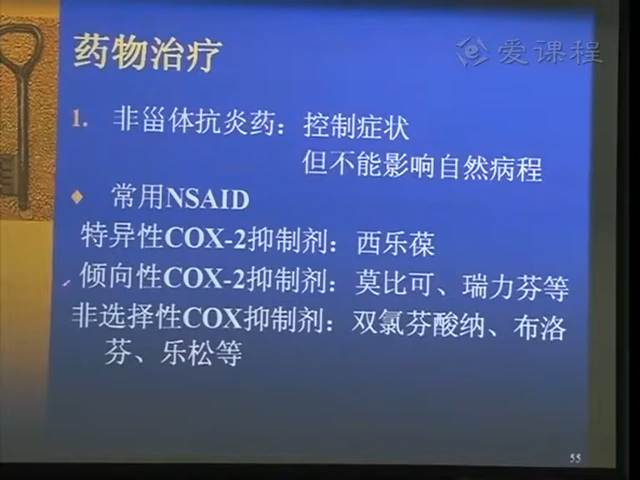 药物治疗
爱课程
1. 非甾体抗炎药：控制症状
但不能影响自然病程
常用NSAID
特异性COX-2抑制剂：西乐葆
倾向性COX-2抑制剂：莫比可、瑞力芬等
非选择性COX抑制剂：双氯芬酸纳、布洛
芬、乐松等
55